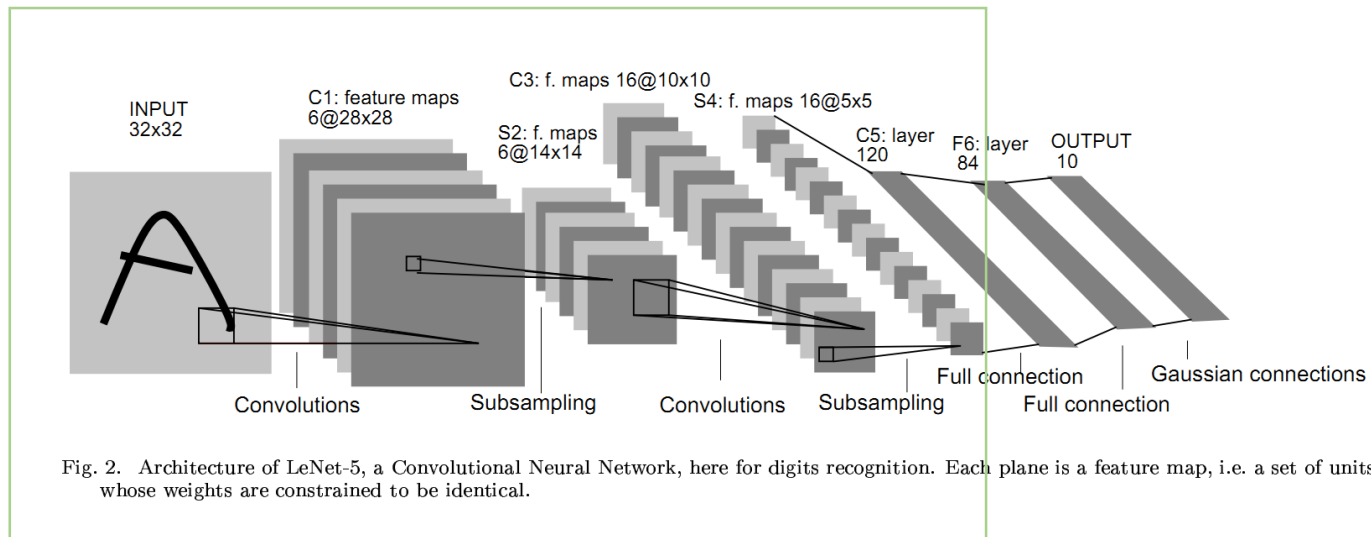 INPUT
32x32
C1: feature maps
6@28x28
S2: f. maps
6@14x14
C3: f. maps 16@10x10
S4: f. maps 16@5x5
C5: layer
120
F6: layer
84
OUTPUT
10
Convolutions
Subsampling
Convolutions
Subsampling
Full connection
Full connection
Gaussian connections
Fig. 2. Architecture of LeNet-5, a Convolutional Neural Network, here for digits recognition. Each plane is a feature map, i.e. a set of units
whose weights are constrained to be identical.